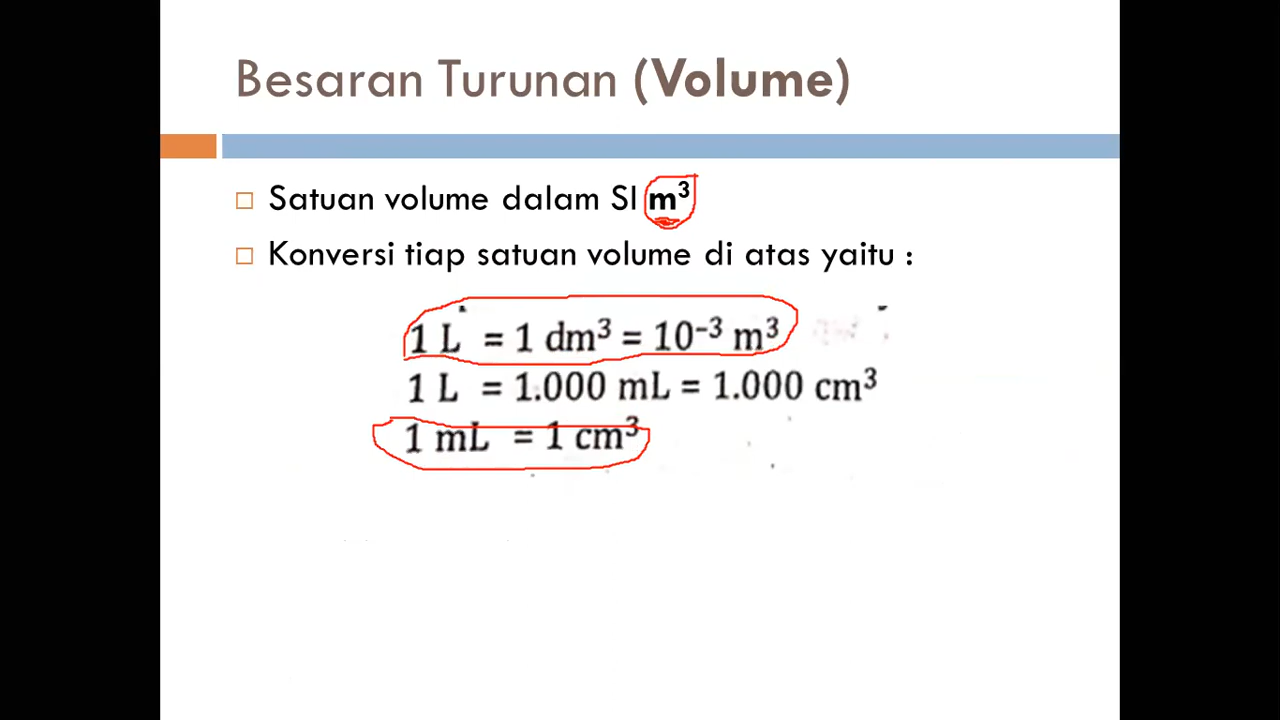 Besaran Turunan (Volume)
Satuan volume dalam SI m³
Konversi tiap satuan volume di atas yaitu :
1 L = 1 dm³ = 10⁻³ m³
1 L = 1.000 mL = 1.000 cm³
1 mL = 1 cm³